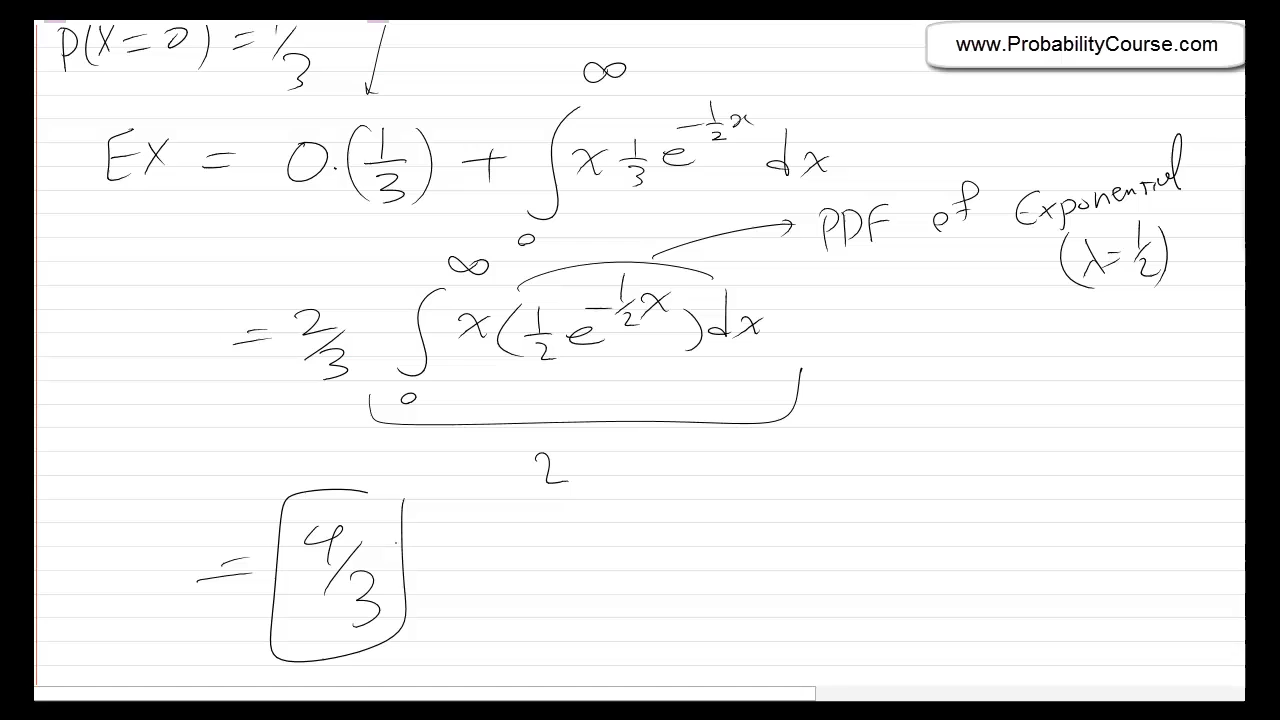 www.ProbabilityCourse.com
P(X=0) = 1/3
EX = 0.(1/3) + ∫₀^∞ x 1/3 e^{-1/2 x} dx
PDF of Exponential
(λ=1/2)
= 2/3 ∫₀^∞ x(1/2 e^{-1/2 x})dx
2
= 4/3